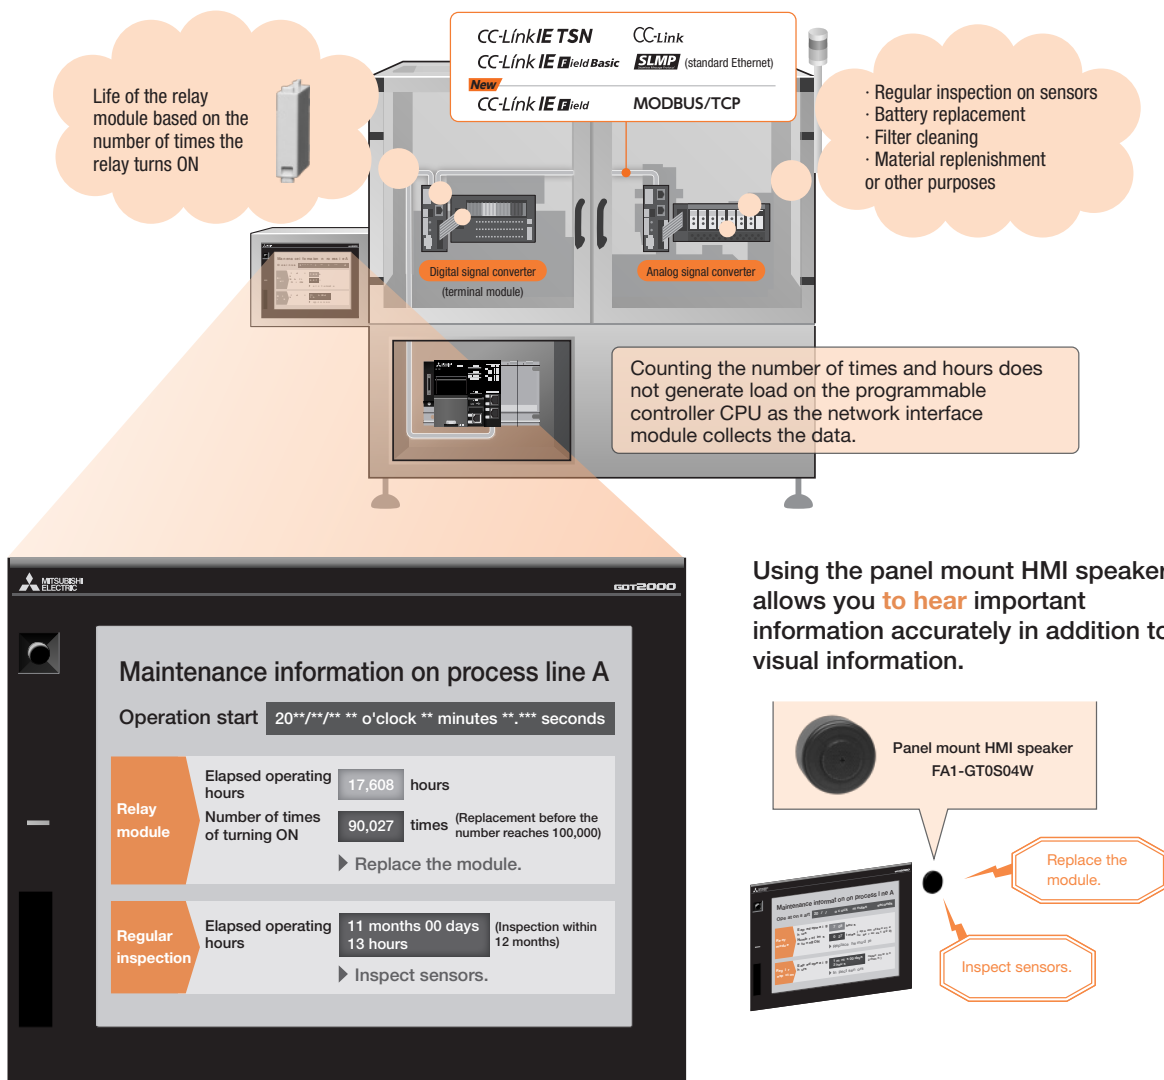 CC-Link IE TSN
CC-Link
CC-Link IE Field Basic
SLMP (standard Ethernet)
New
CC-Link IE Field
MODBUS/TCP
Life of the relay
module based on the
number of times the
relay turns ON
· Regular inspection on sensors
· Battery replacement
· Filter cleaning
· Material replenishment
or other purposes
Digital signal converter
(terminal module)
Analog signal converter
Counting the number of times and hours does
not generate load on the programmable
controller CPU as the network interface
module collects the data.
MITSUBISHI
ELECTRIC
GOT2000
Maintenance information on process line A
Operation start 20**/**/** ** o'clock ** minutes **.*** seconds
Relay
module
Elapsed operating
hours
17,608 hours
Number of times
of turning ON
90,027 times
(Replacement before the
number reaches 100,000)
Replace the module.
Regular
inspection
Elapsed operating
hours
11 months 00 days
13 hours
(Inspection within
12 months)
Inspect sensors.
Using the panel mount HMI speaker
allows you to hear important
information accurately in addition to
visual information.
Panel mount HMI speaker
FA1-GT0S04W
Maintenance information on process line A
Replace the
module.
Inspect sensors.